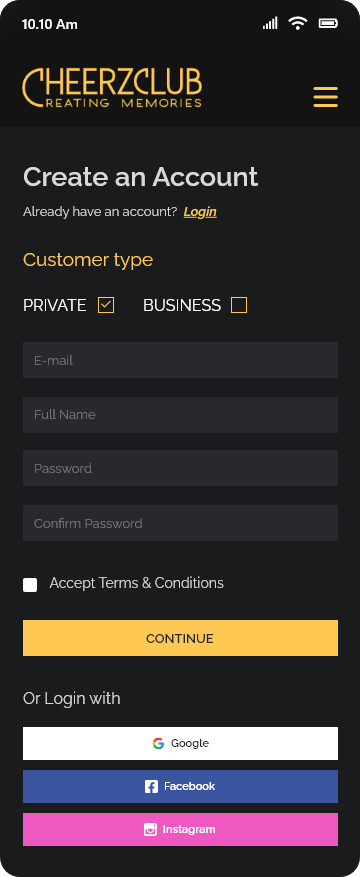 10.10 Am
CHEERZCLUB
CREATING MEMORIES
Create an Account
Already have an account? Login
Customer type
PRIVATE BUSINESS
E-mail
Full Name
Password
Confirm Password
Accept Terms & Conditions
CONTINUE
Or Login with
Google
Facebook
Instagram